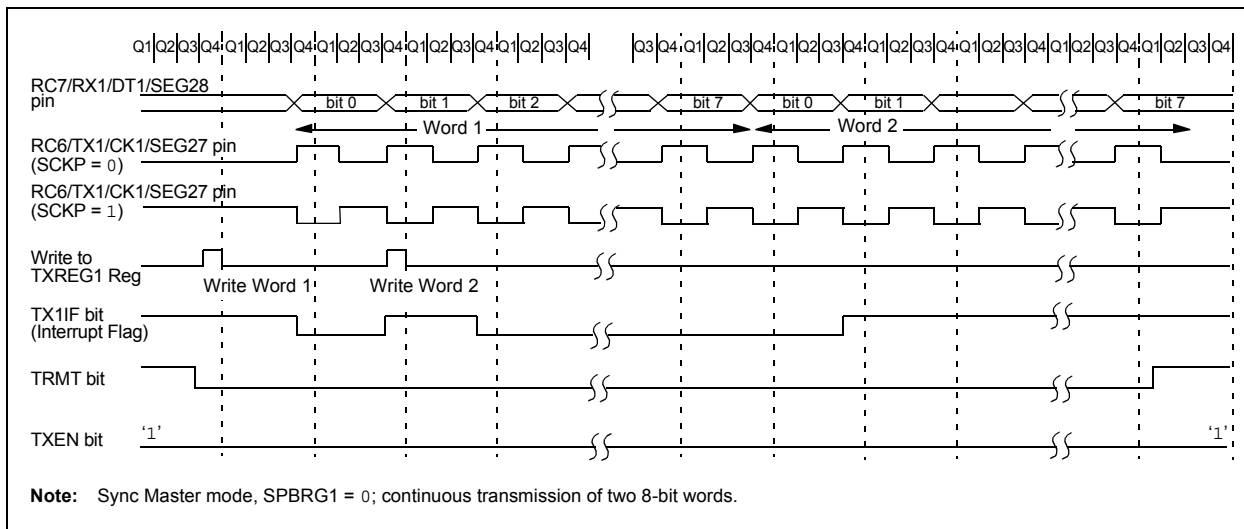 Q1 Q2 Q3 Q4 Q1 Q2 Q3 Q4 Q1 Q2 Q3 Q4 Q1 Q2 Q3 Q4 Q1 Q2 Q3 Q4 Q3 Q4 Q1 Q2 Q3 Q4 Q1 Q2 Q3 Q4 Q1 Q2 Q3 Q4 Q1 Q2 Q3 Q4 Q1 Q2 Q3 Q4 Q1 Q2 Q3 Q4
RC7/RX1/DT1/SEG28
pin
bit 0 bit 1 bit 2 bit 7 bit 0 bit 1 bit 7
Word 1 Word 2
RC6/TX1/CK1/SEG27 pin
(SCKP = 0)
RC6/TX1/CK1/SEG27 pin
(SCKP = 1)
Write to
TXREG1 Reg
Write Word 1 Write Word 2
TX1IF bit
(Interrupt Flag)
TRMT bit
TXEN bit
‘1’ ‘1’
Note: Sync Master mode, SPBRG1 = 0; continuous transmission of two 8-bit words.